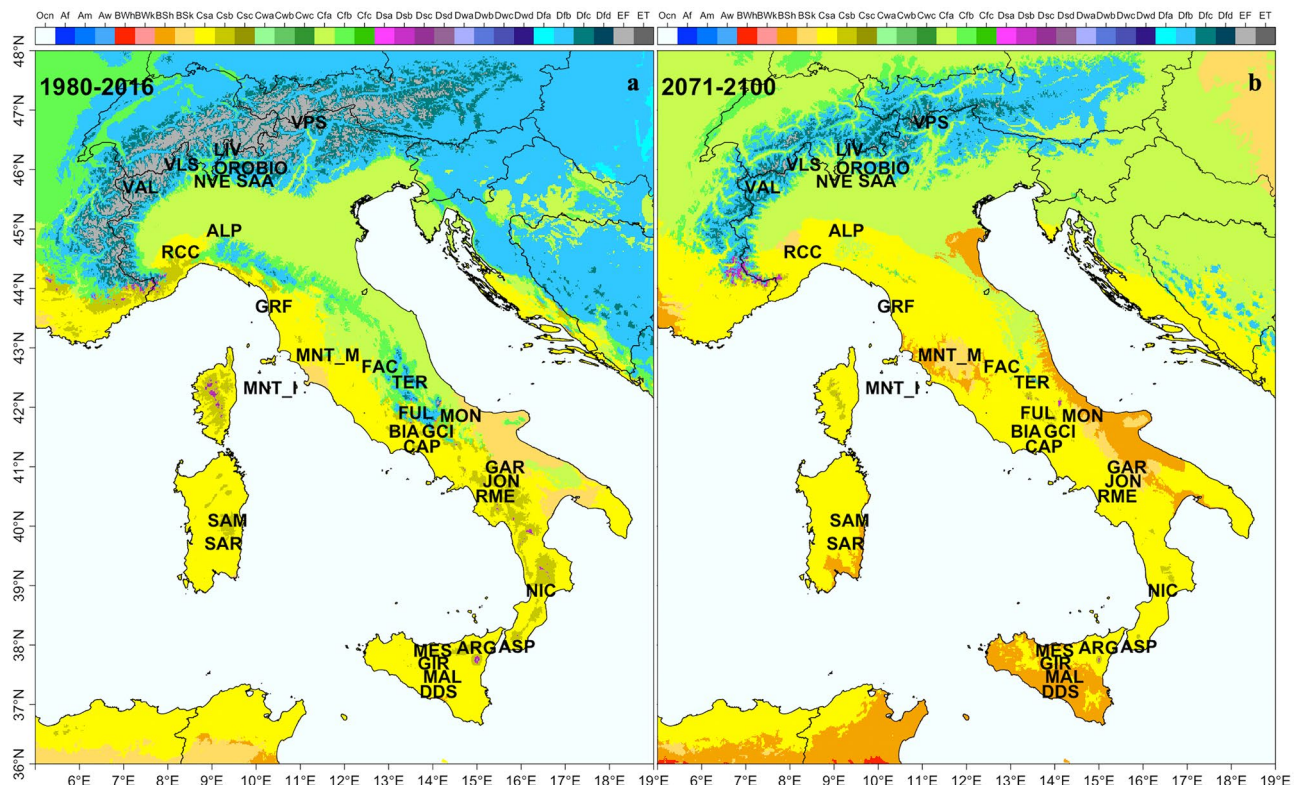 Ocn Af Am Aw BWh BWk BSh BSk Csa Csb Csc Cwa Cwb Cwc Cfa Cfb Cfc Dsa Dsb Dsc Dsd Dwa Dwb Dwc Dwd Dfa Dfb Dfc Dfd EF ET
Ocn Af Am Aw BWh BWk BSh BSk Csa Csb Csc Cwa Cwb Cwc Cfa Cfb Cfc Dsa Dsb Dsc Dsd Dwa Dwb Dwc Dwd Dfa Dfb Dfc Dfd EF ET
48°N
47°N
46°N
45°N
44°N
43°N
42°N
41°N
40°N
39°N
38°N
37°N
36°N
1980-2016
a
VPS
LIV
VLS OROBIO
VAL NVE SAA
ALP
RCC
GRF
MNT_M
FAC
MNT_
TER
FUL MON
BIA GCI
CAP
GAR
JON
RME
SAM
SAR
NIC
MES ARG ASP
GIR
MAL
DDS
6°E 7°E 8°E 9°E 10°E 11°E 12°E 13°E 14°E 15°E 16°E 17°E 18°E 19
2071-2100
b
VPS
LIV
VLS OROBIO
VAL NVE SAA
ALP
RCC
GRF
MNT_M
FAC
MNT_
TER
FUL MON
BIA GCI
CAP
GAR
JON
RME
SAM
SAR
NIC
MES ARG ASP
GIR
MAL
DDS
6°E 7°E 8°E 9°E 10°E 11°E 12°E 13°E 14°E 15°E 16°E 17°E 18°E 19°E